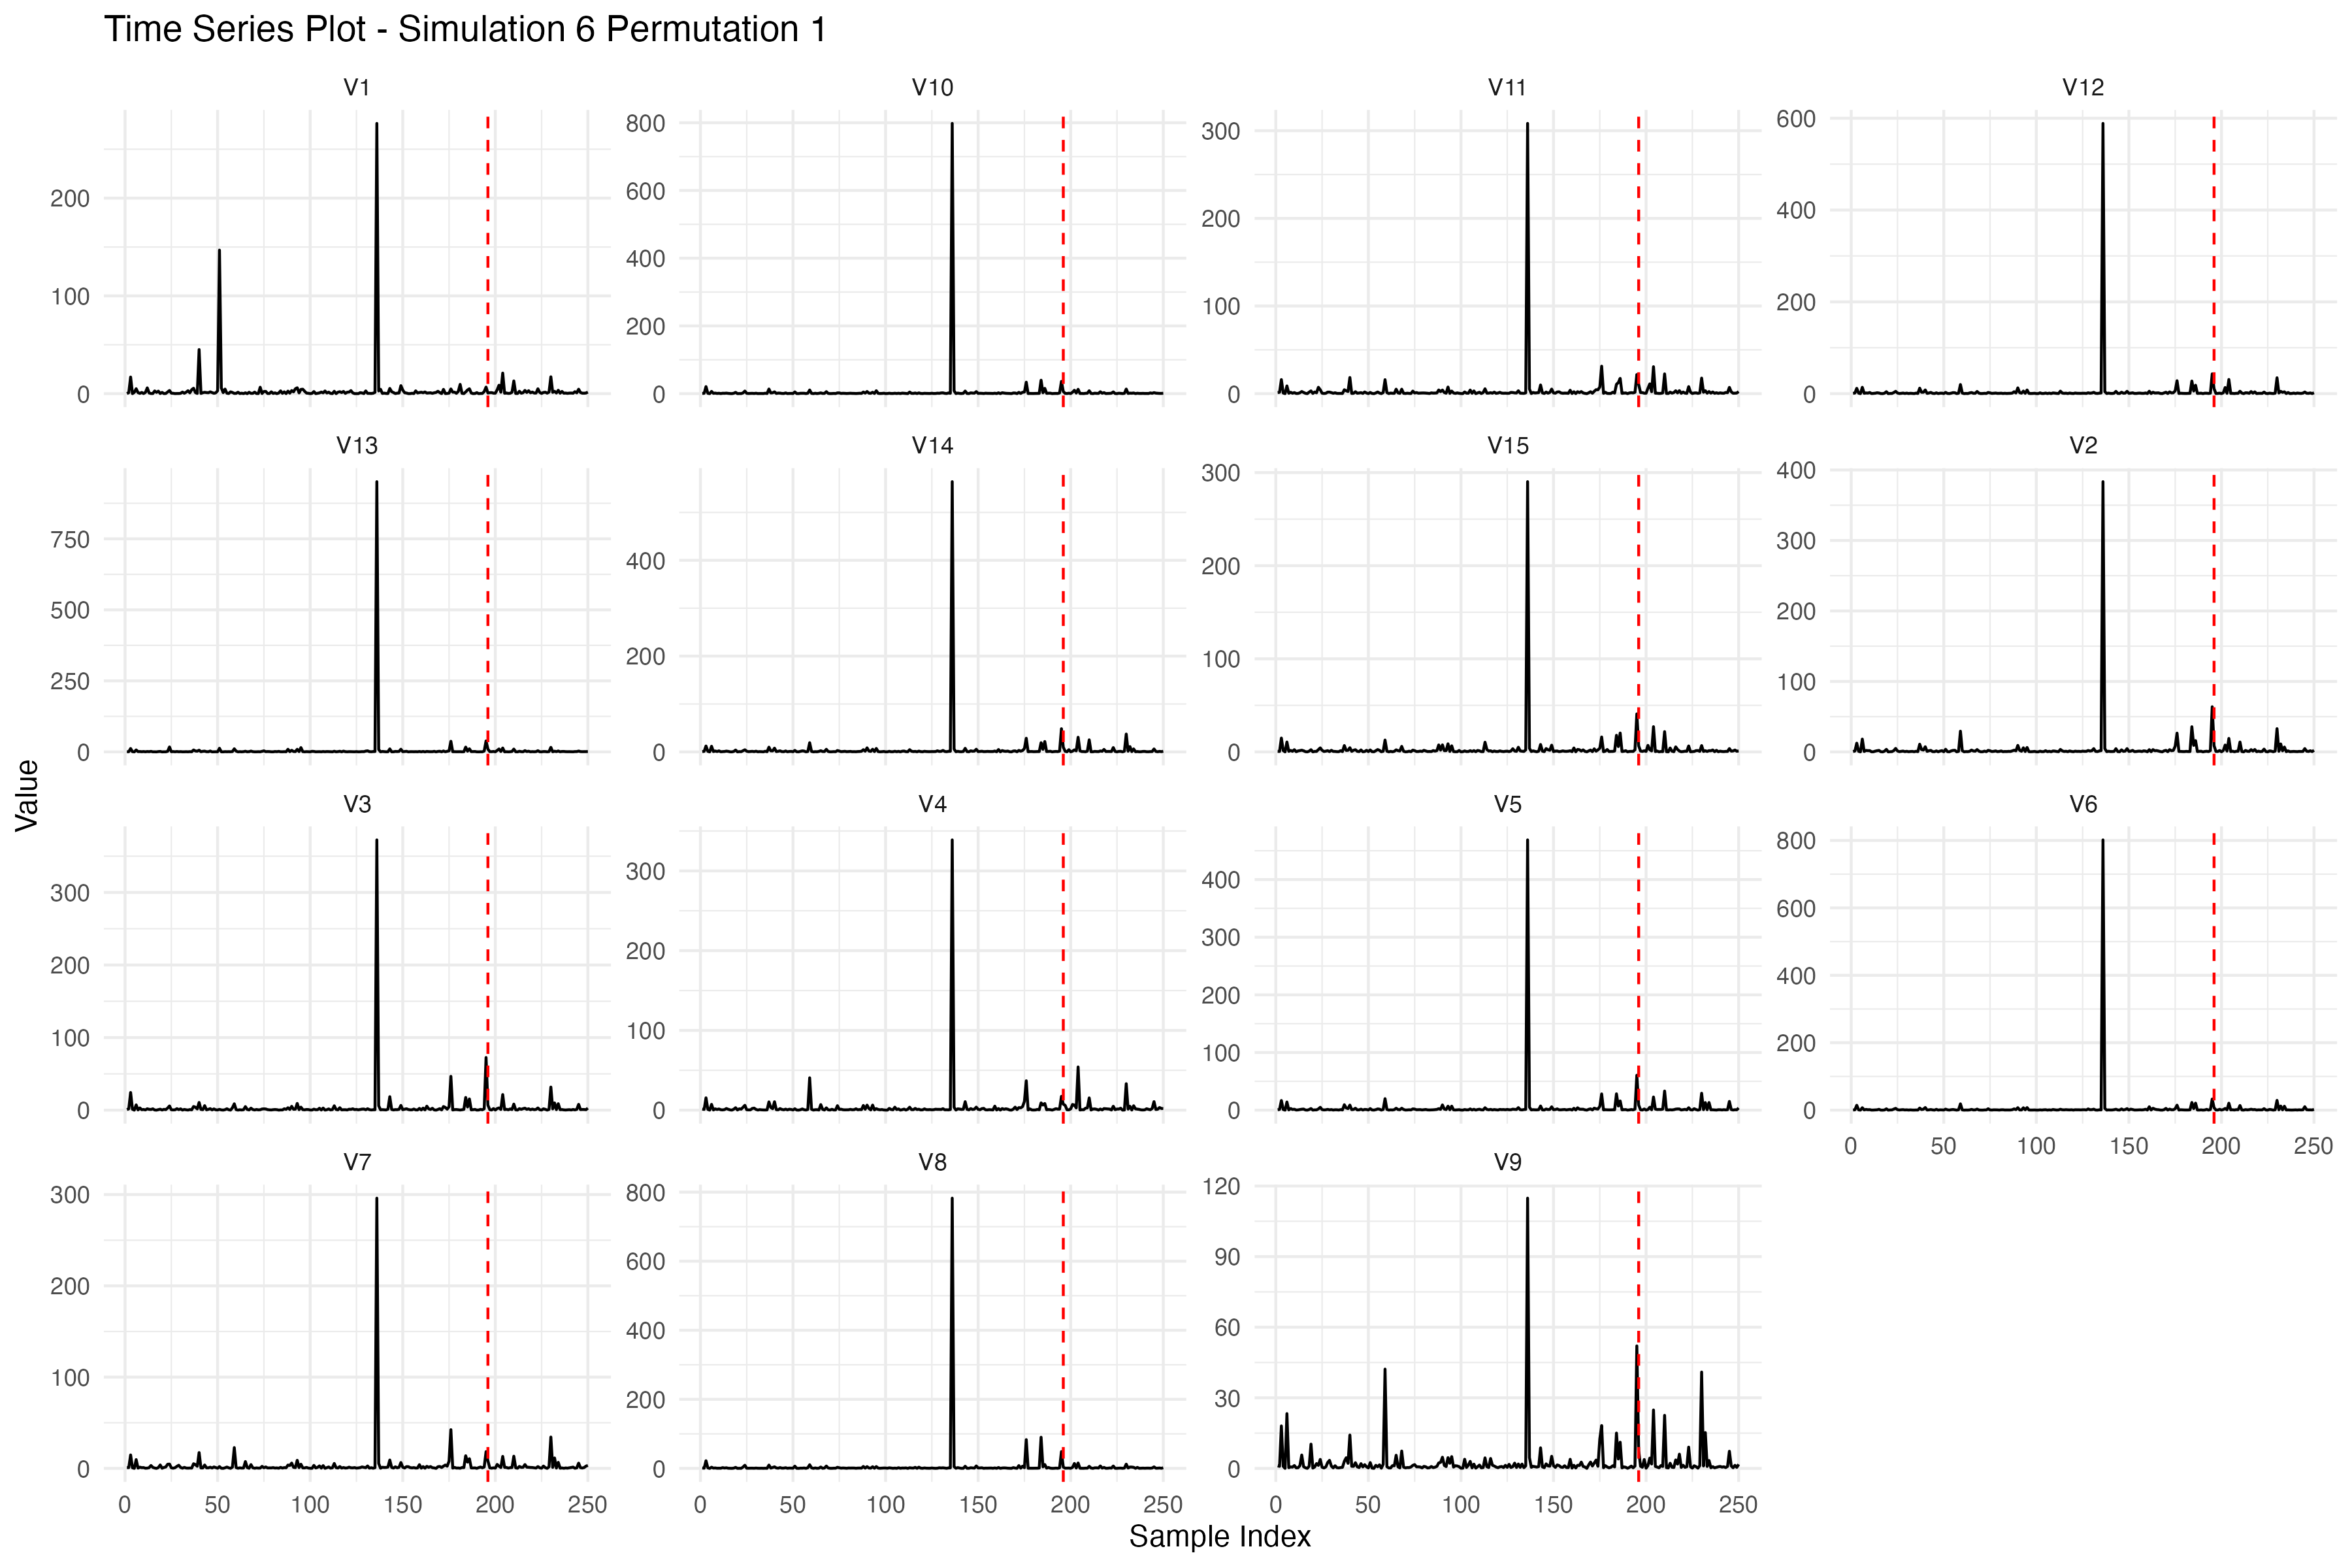 Time Series Plot - Simulation 6 Permutation 1
V1
V10
V11
V12
200
100
0
800
600
400
200
0
300
200
100
0
600
400
200
0
V13
V14
V15
V2
750
500
250
0
400
200
0
300
200
100
0
400
300
200
100
0
V3
V4
V5
V6
300
200
100
0
300
200
100
0
400
300
200
100
0
800
600
400
200
0
0 50 100 150 200 250
V7
V8
V9
300
200
100
0
800
600
400
200
0
120
90
60
30
0
0 50 100 150 200 250
0 50 100 150 200 250
0 50 100 150 200 250
Value
Sample Index